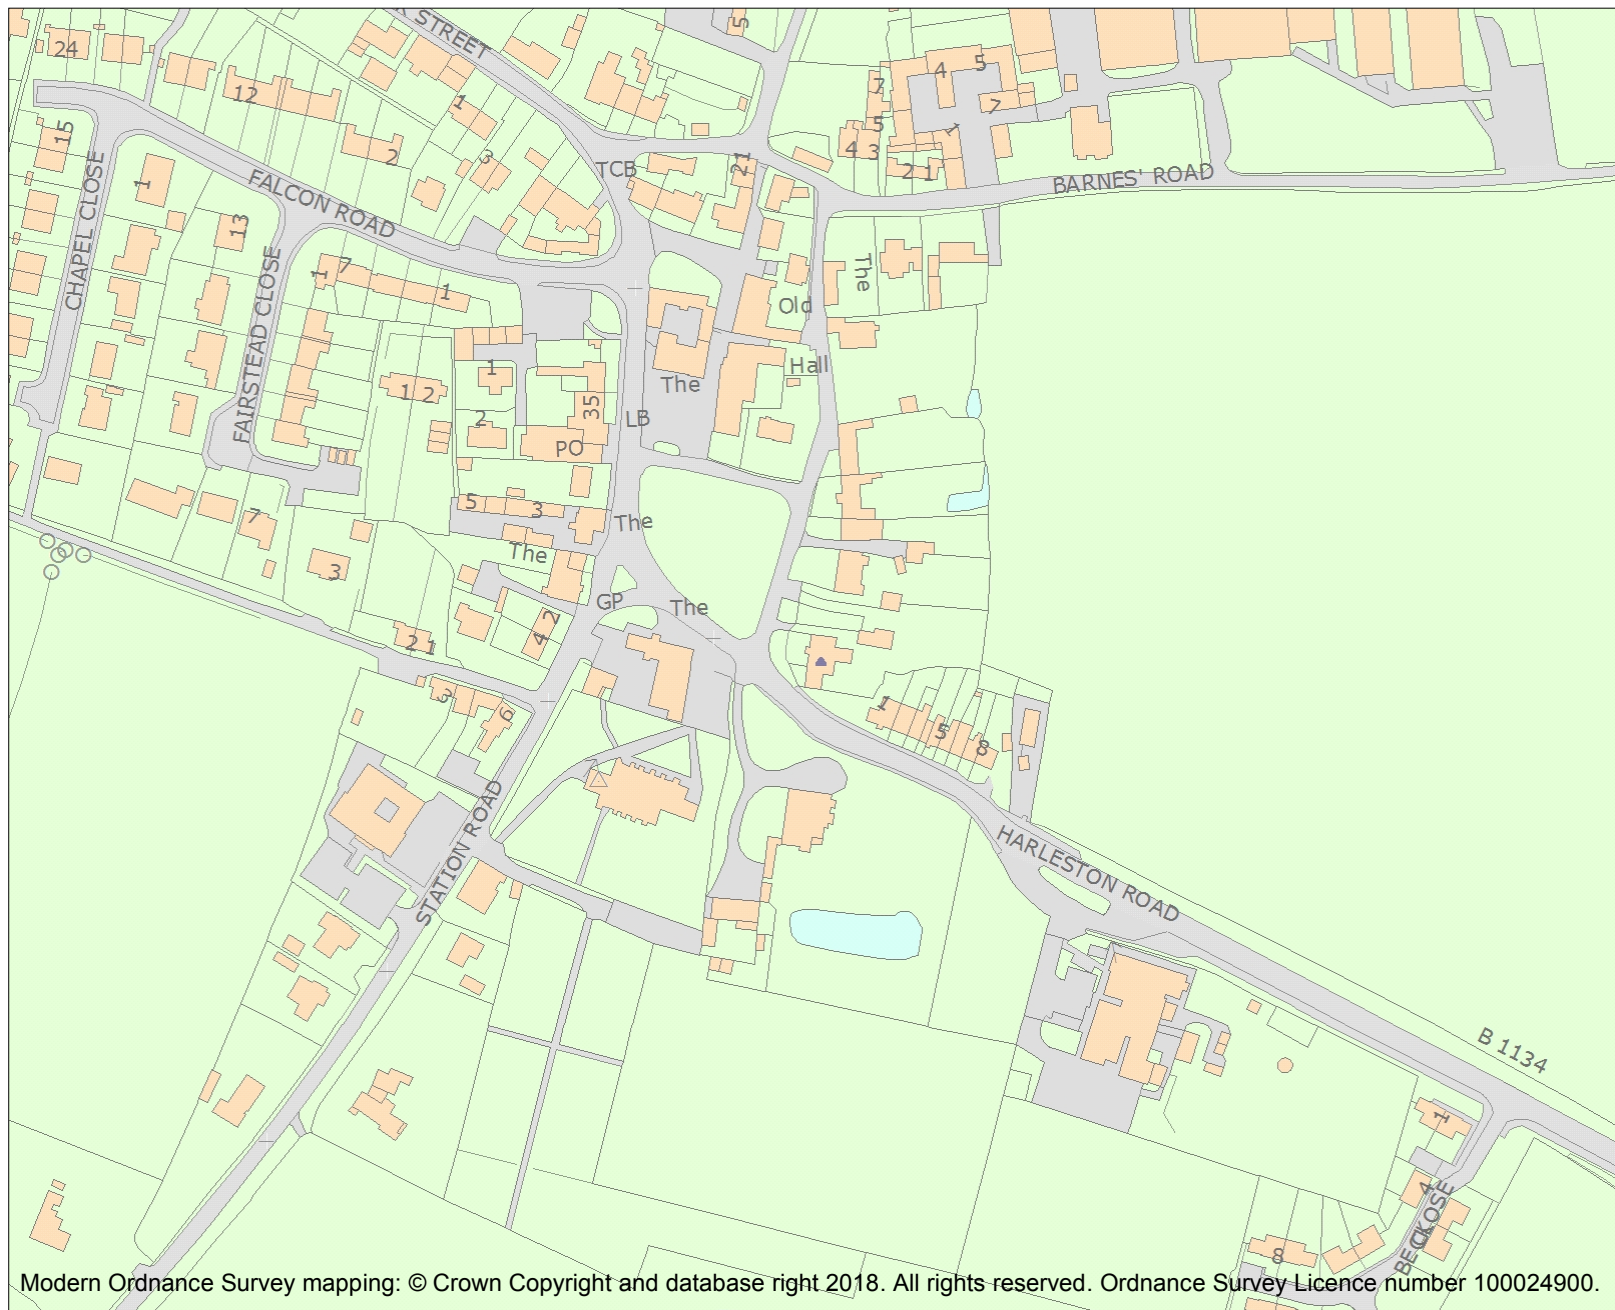 K STREET
5
24
12
1
2
3
15
1
13
FALCON ROAD
CHAPEL CLOSE
FAIRSTEAD CLOSE
TCB
21
7
4
5
7
5
4
3
1
2
1
BARNES' ROAD
The
Old
Hall
The
1
7
1
1
2
1
2
35
LB
PO
5
3
The
The
7
3
GP
The
2
4
2
1
3
6
1
5
8
STATION ROAD
HARLESTON ROAD
B 1134
1
4
8
Modern Ordnance Survey mapping: © Crown Copyright and database right 2018. All rights reserved. Ordnance Survey Licence number 100024900.